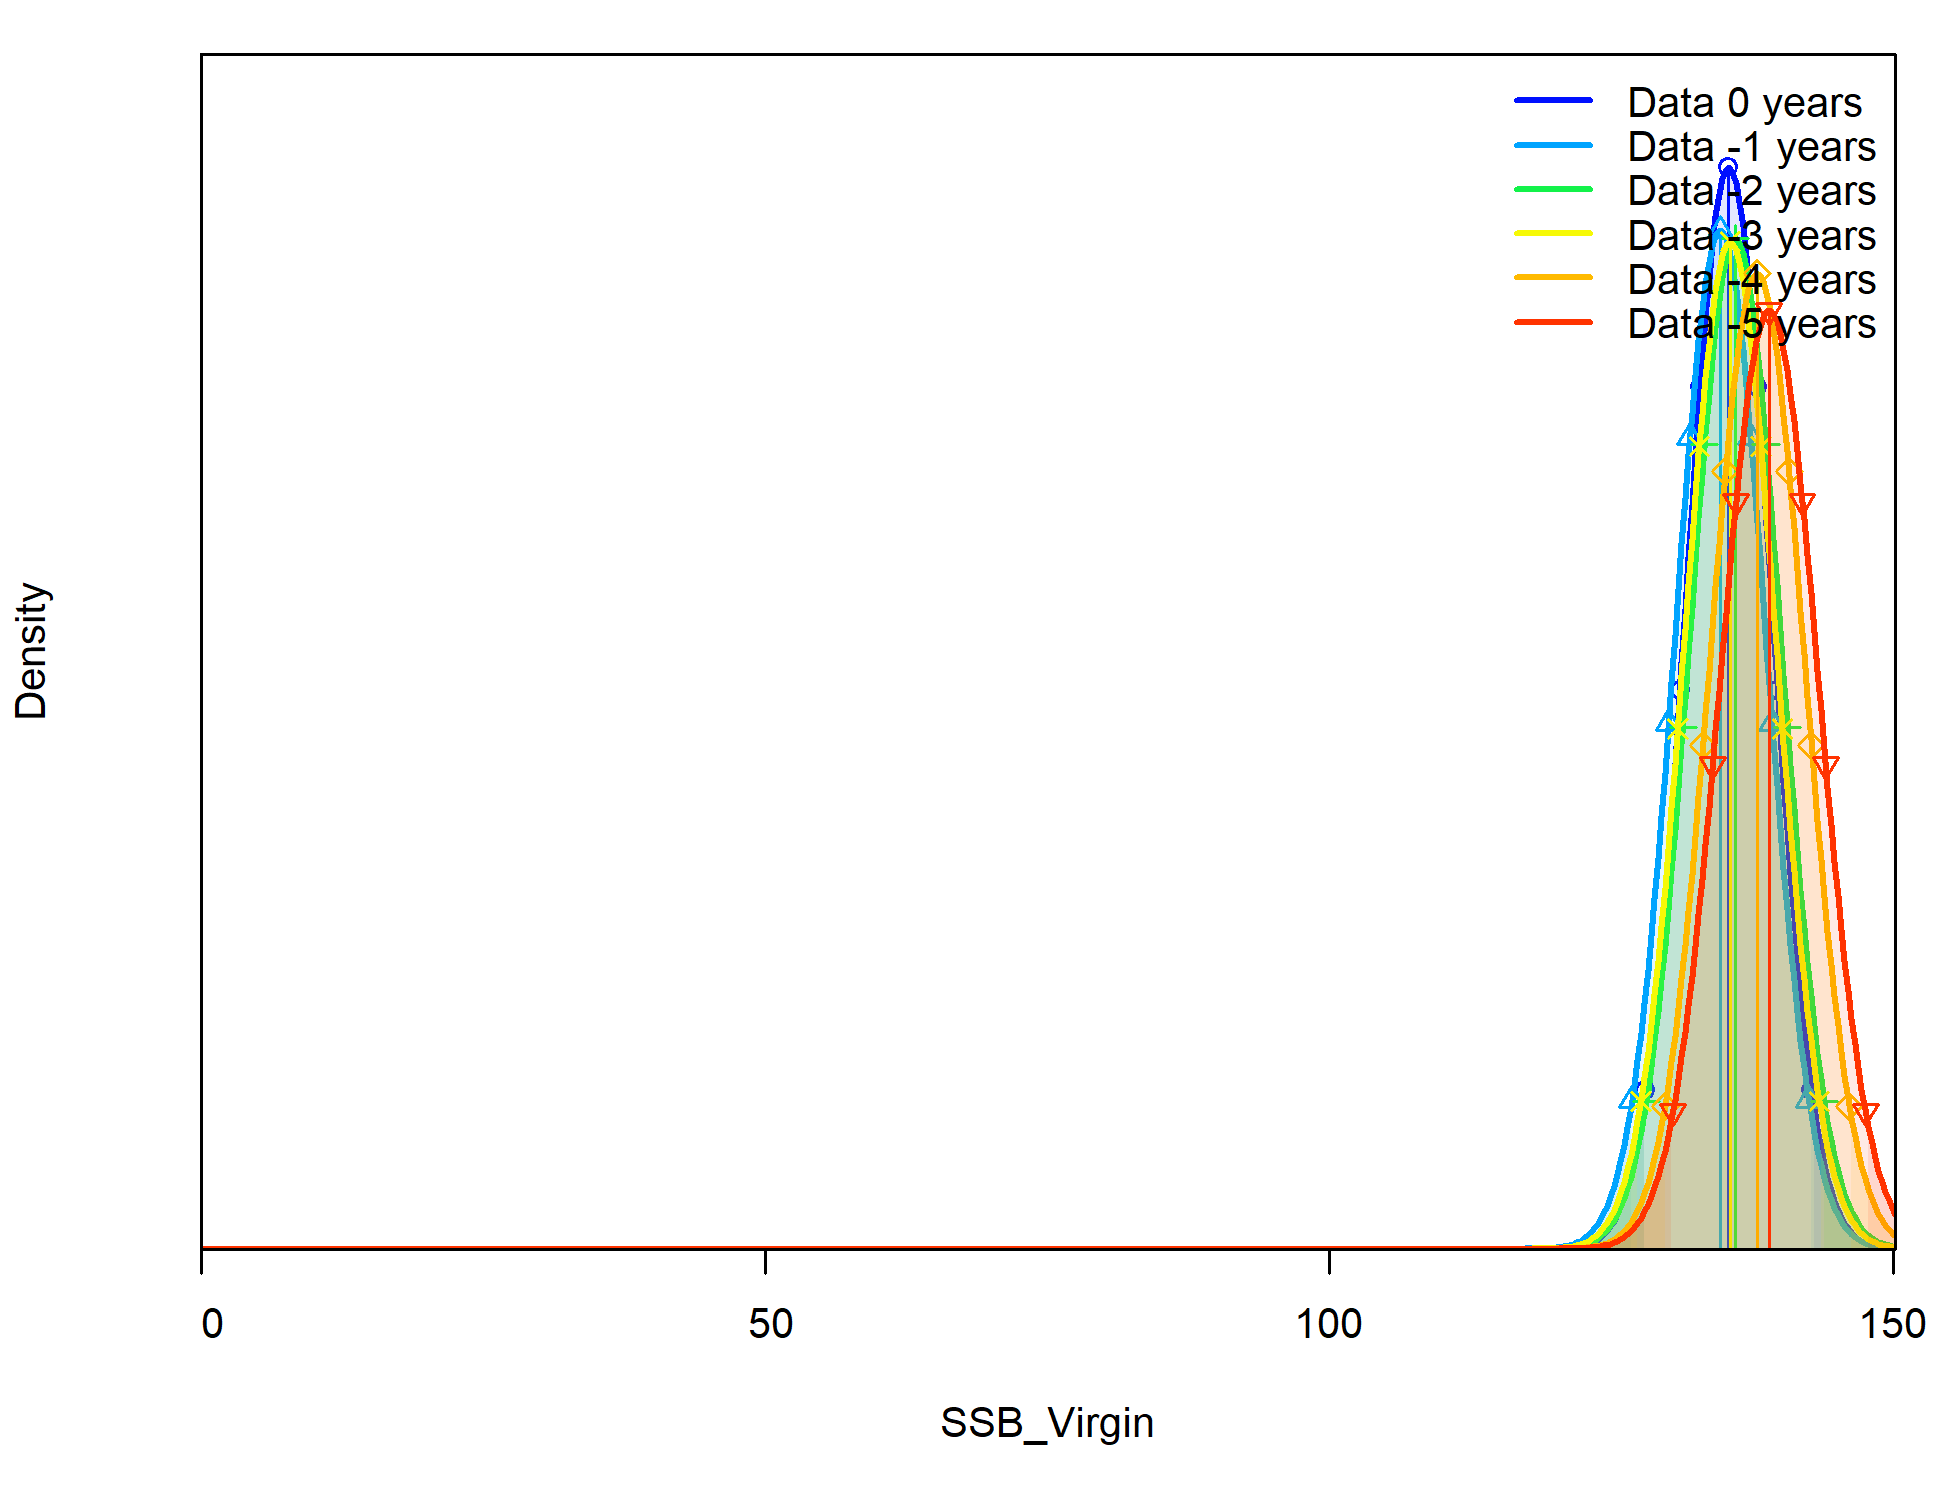 Data 0 years
Data -1 years
Data -2 years
Data -3 years
Data -4 years
Data -5 years
Density
0
50
100
150
SSB_Virgin